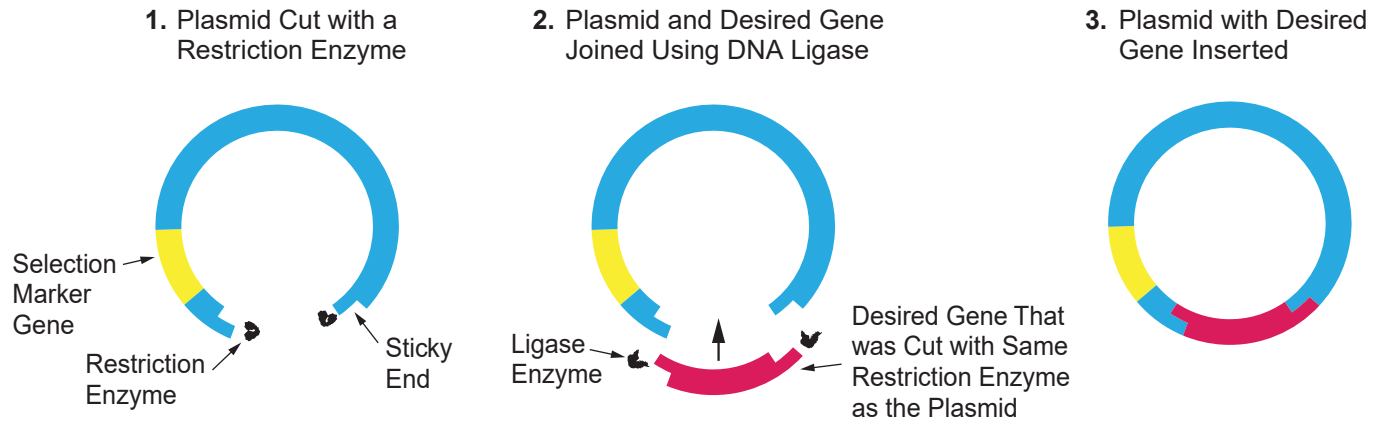 1. Plasmid Cut with a
Restriction Enzyme
2. Plasmid and Desired Gene
Joined Using DNA Ligase
3. Plasmid with Desired
Gene Inserted
Selection
Marker
Gene
Restriction
Enzyme
Sticky
End
Ligase
Enzyme
Desired Gene That
was Cut with Same
Restriction Enzyme
as the Plasmid